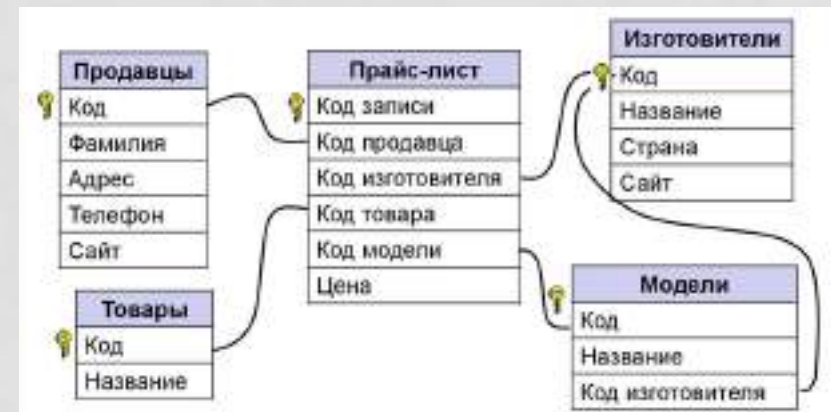 Продавцы
Код
Фамилия
Адрес
Телефон
Сайт
Товары
Код
Название
Прайс-лист
Код записи
Код продавца
Код изготовителя
Код товара
Код модели
Цена
Изготовители
Код
Название
Страна
Сайт
Модели
Код
Название
Код изготовителя